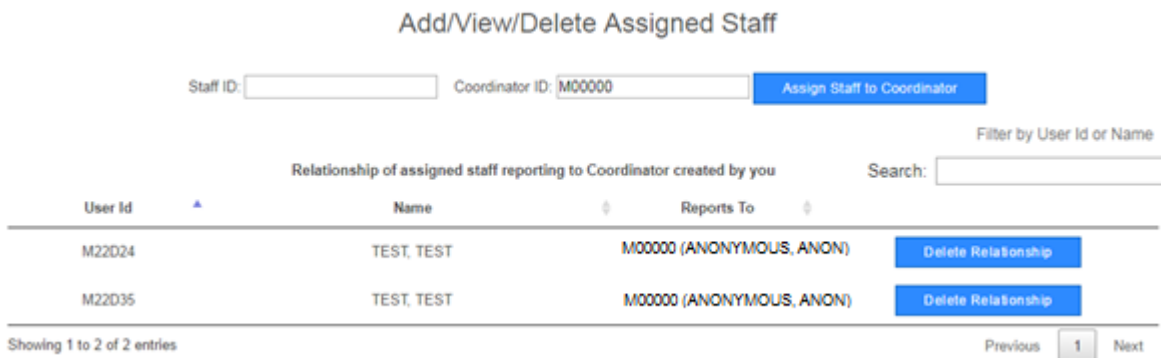 Add/View/Delete Assigned Staff
Staff ID: Coordinator ID: M00000 Assign Staff to Coordinator
Filter by User Id or Name
Relationship of assigned staff reporting to Coordinator created by you Search:
User Id Name Reports To
M22D24 TEST, TEST M00000 (ANONYMOUS, ANON) Delete Relationship
M22D35 TEST, TEST M00000 (ANONYMOUS, ANON) Delete Relationship
Showing 1 to 2 of 2 entries Previous 1 Next